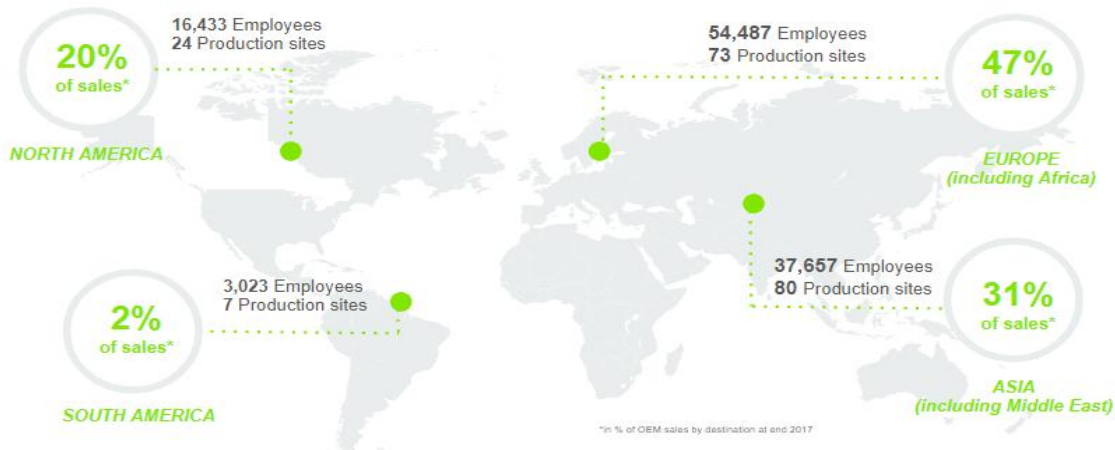 20%
of sales*
NORTH AMERICA
16,433 Employees
24 Production sites
54,487 Employees
73 Production sites
47%
of sales*
EUROPE
(including Africa)
3,023 Employees
7 Production sites
2%
of sales*
SOUTH AMERICA
37,657 Employees
80 Production sites
31%
of sales*
ASIA
(including Middle East)
*in % of OEM sales by destination at end 2017